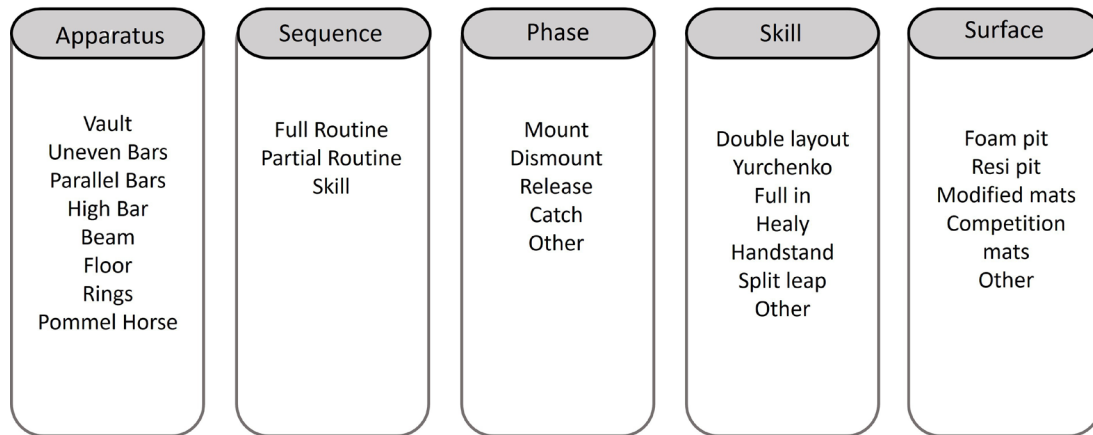 Apparatus
Vault
Uneven Bars
Parallel Bars
High Bar
Beam
Floor
Rings
Pommel Horse
Sequence
Full Routine
Partial Routine
Skill
Phase
Mount
Dismount
Release
Catch
Other
Skill
Double layout
Yurchenko
Full in
Healy
Handstand
Split leap
Other
Surface
Foam pit
Resi pit
Modified mats
Competition
mats
Other